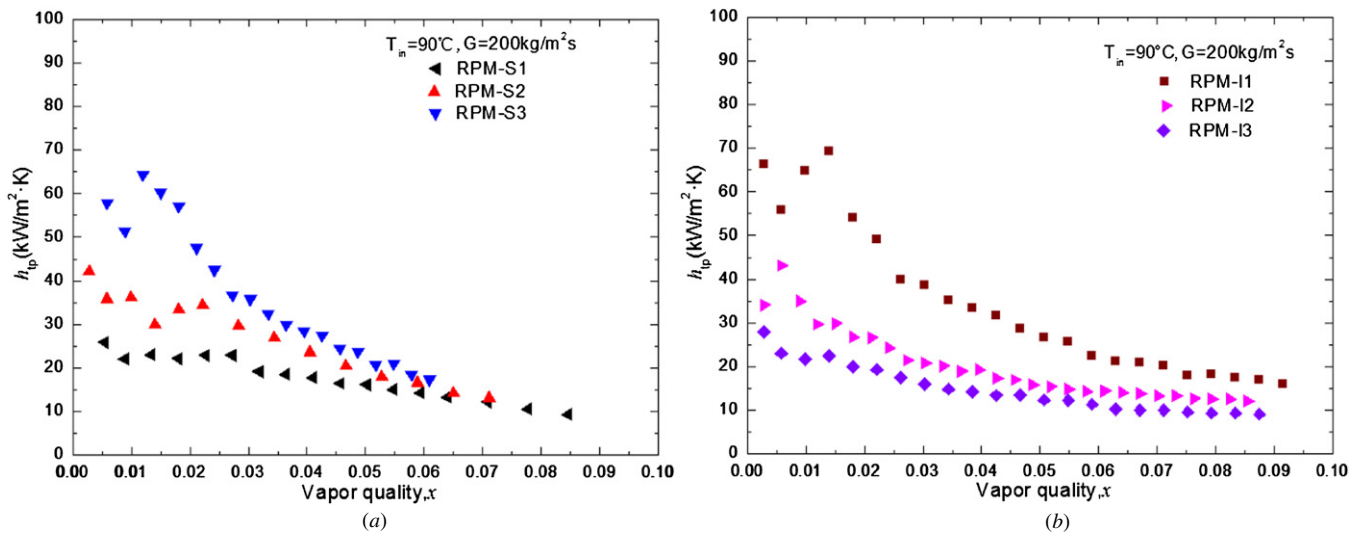 100
90
80
70
60
50
40
30
20
10
0
h_tp(kW/m²·K)
T_in=90℃, G=200kg/m²s
RPM-S1
RPM-S2
RPM-S3
0.00 0.01 0.02 0.03 0.04 0.05 0.06 0.07 0.08 0.09 0.10
Vapor quality,x
(a)
100
90
80
70
60
50
40
30
20
10
0
h_tp(kW/m²·K)
T_in=90°C, G=200kg/m²s
RPM-I1
RPM-I2
RPM-I3
0.00 0.01 0.02 0.03 0.04 0.05 0.06 0.07 0.08 0.09 0.10
Vapor quality,x
(b)